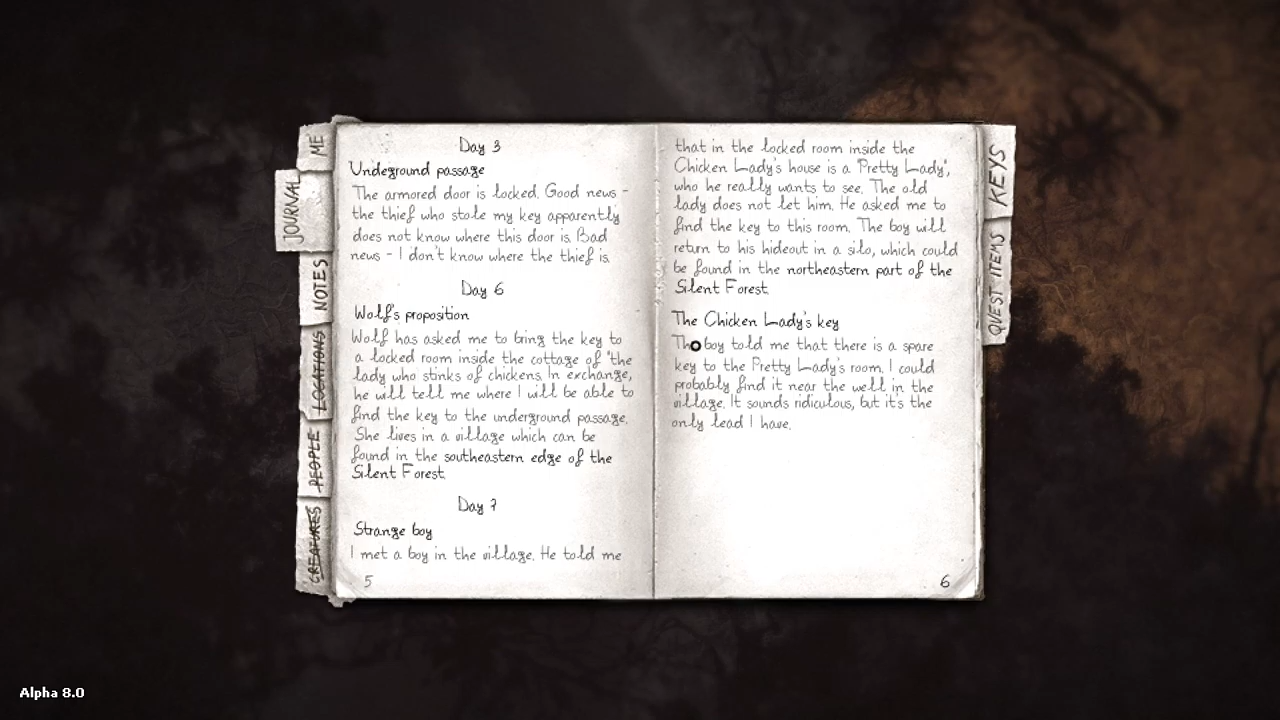 ME
JOURNAL
NOTES
LOCATIONS
PEOPLE
CREATURES
Day 3
Undeground passage
The armored door is locked. Good news -
the thief who stole my key apparently
does not know where this door is. Bad
news - I don't know where the thief is.
Day 6
Wolf's proposition
Wolf has asked me to bring the key to
a locked room inside the cottage of "the
lady who stinks of chickens. In exchange,
he will tell me where I will be able to
find the key to the underground passage.
She lives in a village which can be
found in the southeastern edge of the
Silent Forest.
Day 7
Strange boy
I met a boy in the village. He told me
5
that in the locked room inside the
Chicken Lady's house is a "Pretty Lady",
who he really wants to see. The old
lady does not let him. He asked me to
find the key to this room. The boy will
return to his hideout in a silo, which could
be found in the northeastern part of the
Silent Forest.
The Chicken Lady's key
The boy told me that there is a spare
key to the Pretty Lady's room. I could
probably find it near the well in the
village. It sounds ridiculous, but it's the
only lead I have.
6
KEYS
QUEST ITEMS
Alpha 8.0